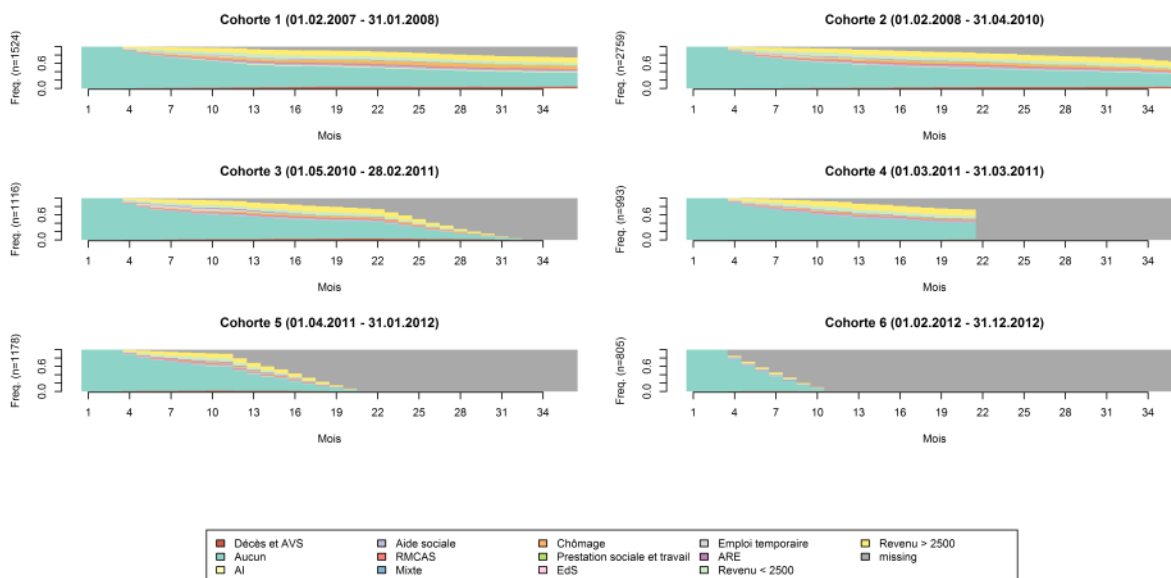 Cohorte 1 (01.02.2007 - 31.01.2008)
Freq. (n=1524)
0.0 0.6
1 4 7 10 13 16 19 22 25 28 31 34
Mois
Cohorte 2 (01.02.2008 - 31.04.2010)
Freq. (n=2759)
0.0 0.6
1 4 7 10 13 16 19 22 25 28 31 34
Mois
Cohorte 3 (01.05.2010 - 28.02.2011)
Freq. (n=1116)
0.0 0.6
1 4 7 10 13 16 19 22 25 28 31 34
Mois
Cohorte 4 (01.03.2011 - 31.03.2011)
Freq. (n=993)
0.0 0.6
1 4 7 10 13 16 19 22 25 28 31 34
Mois
Cohorte 5 (01.04.2011 - 31.01.2012)
Freq. (n=1178)
0.0 0.6
1 4 7 10 13 16 19 22 25 28 31 34
Mois
Cohorte 6 (01.02.2012 - 31.12.2012)
Freq. (n=805)
0.0 0.6
1 4 7 10 13 16 19 22 25 28 31 34
Mois
Décès et AVS Aide sociale Chômage Emploi temporaire Revenu > 2500
Aucun RMCAS Prestation sociale et travail ARE missing
AI Mixte EdS Revenu < 2500